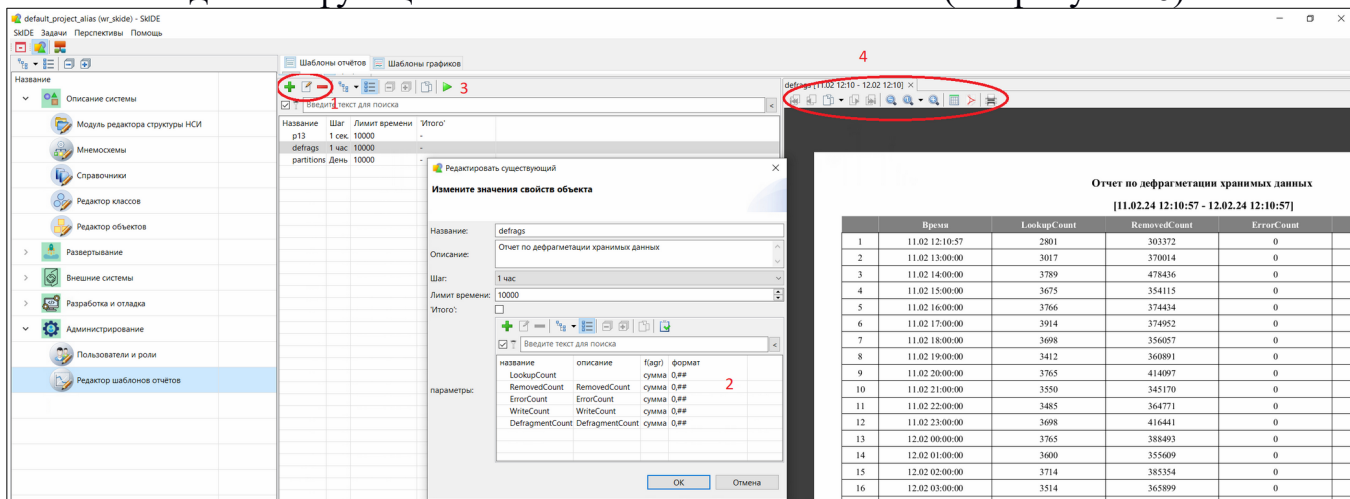 default_project_alias (wr_skide) - SkIDE
SkIDE Задачи Перспективы Помощь
Название
Описание системы
Модуль редактора структуры НСИ
Мнемосхемы
Справочники
Редактор классов
Редактор объектов
Развертывание
Внешние системы
Разработка и отладка
Администрирование
Пользователи и роли
Редактор шаблонов отчётов
Шаблоны отчётов Шаблоны графиков
1
3
Введите текст для поиска
Название Шаг Лимит времени 'Итого'
p13 1 сек. 10000 -
defrags 1 час 10000 -
partitions День 10000 -
Редактировать существующий
Измените значения свойств объекта
Название: defrags
Описание: Отчет по дефрагметации хранимых данных
Шаг: 1 час
Лимит времени: 10000
'Итого':
Введите текст для поиска
параметры:
название описание f(agr) формат
LookupCount сумма 0,##
RemovedCount RemovedCount сумма 0,##
ErrorCount ErrorCount сумма 0,##
WriteCount WriteCount сумма 0,##
DefragmentCount DefragmentCount сумма 0,##
2
OK Отмена
4
defrags [11.02 12:10 - 12.02 12:10]
Отчет по дефрагметации хранимых данных
[11.02.24 12:10:57 - 12.02.24 12:10:57]
Время LookupCount RemovedCount ErrorCount
1 11.02 12:10:57 2801 303372 0
2 11.02 13:00:00 3017 370014 0
3 11.02 14:00:00 3789 478436 0
4 11.02 15:00:00 3675 354115 0
5 11.02 16:00:00 3766 374434 0
6 11.02 17:00:00 3914 374952 0
7 11.02 18:00:00 3698 356057 0
8 11.02 19:00:00 3412 360891 0
9 11.02 20:00:00 3765 414097 0
10 11.02 21:00:00 3550 345170 0
11 11.02 22:00:00 3485 364771 0
12 11.02 23:00:00 3698 416441 0
13 12.02 00:00:00 3765 388493 0
14 12.02 01:00:00 3600 355609 0
15 12.02 02:00:00 3714 385354 0
16 12.02 03:00:00 3514 365899 0